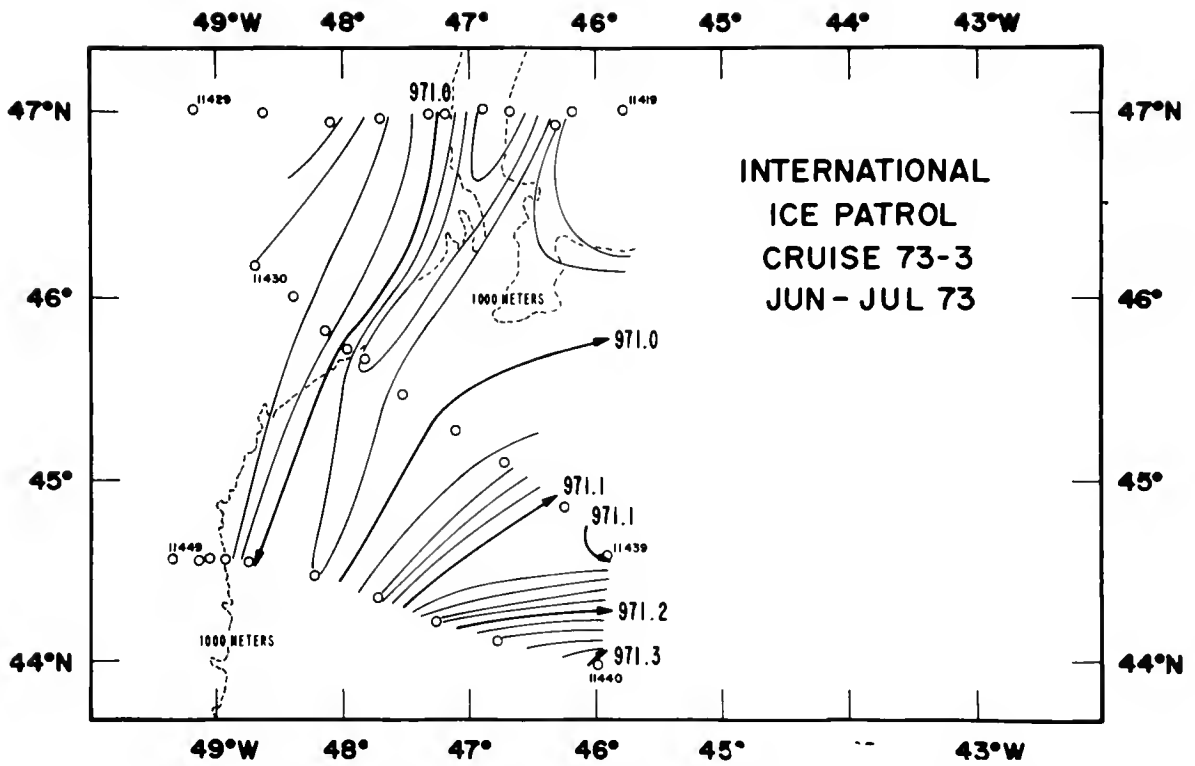 49°W 48° 47° 46° 45° 44° 43°W
971.0
47°N 11429 11419 47°N
INTERNATIONAL
ICE PATROL
CRUISE 73-3
JUN-JUL 73
11430
46° 1000 METERS 46°
971.0
45° 45°
971.1
971.1
11449 11439
971.2
1000 METERS
44°N 971.3 44°N
11440
49°W 48° 47° 46° 45° 43°W